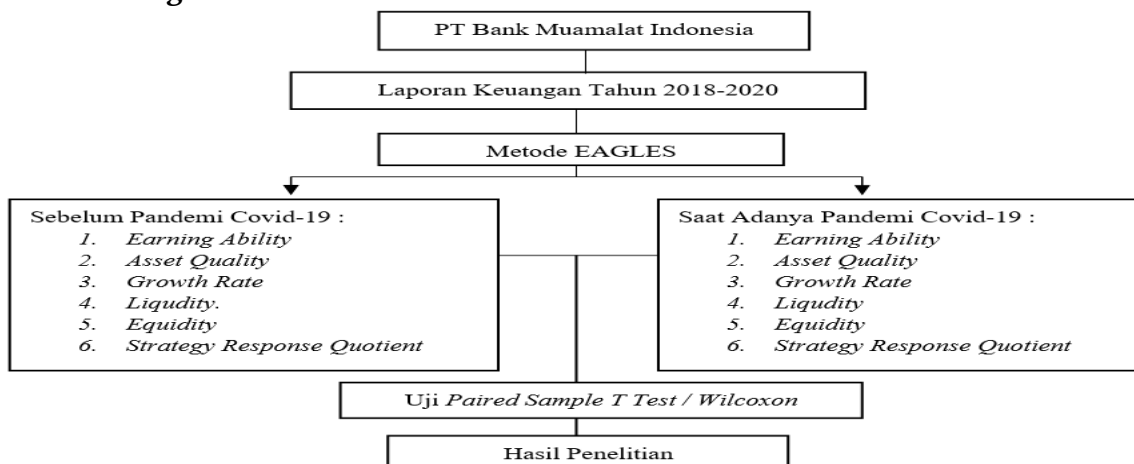 PT Bank Muamalat Indonesia
Laporan Keuangan Tahun 2018-2020
Metode EAGLES
Sebelum Pandemi Covid-19 :
1. Earning Ability
2. Asset Quality
3. Growth Rate
4. Liqudity.
5. Equidity
6. Strategy Response Quotient
Saat Adanya Pandemi Covid-19 :
1. Earning Ability
2. Asset Quality
3. Growth Rate
4. Liqudity
5. Equidity
6. Strategy Response Quotient
Uji Paired Sample T Test / Wilcoxon
Hasil Penelitian